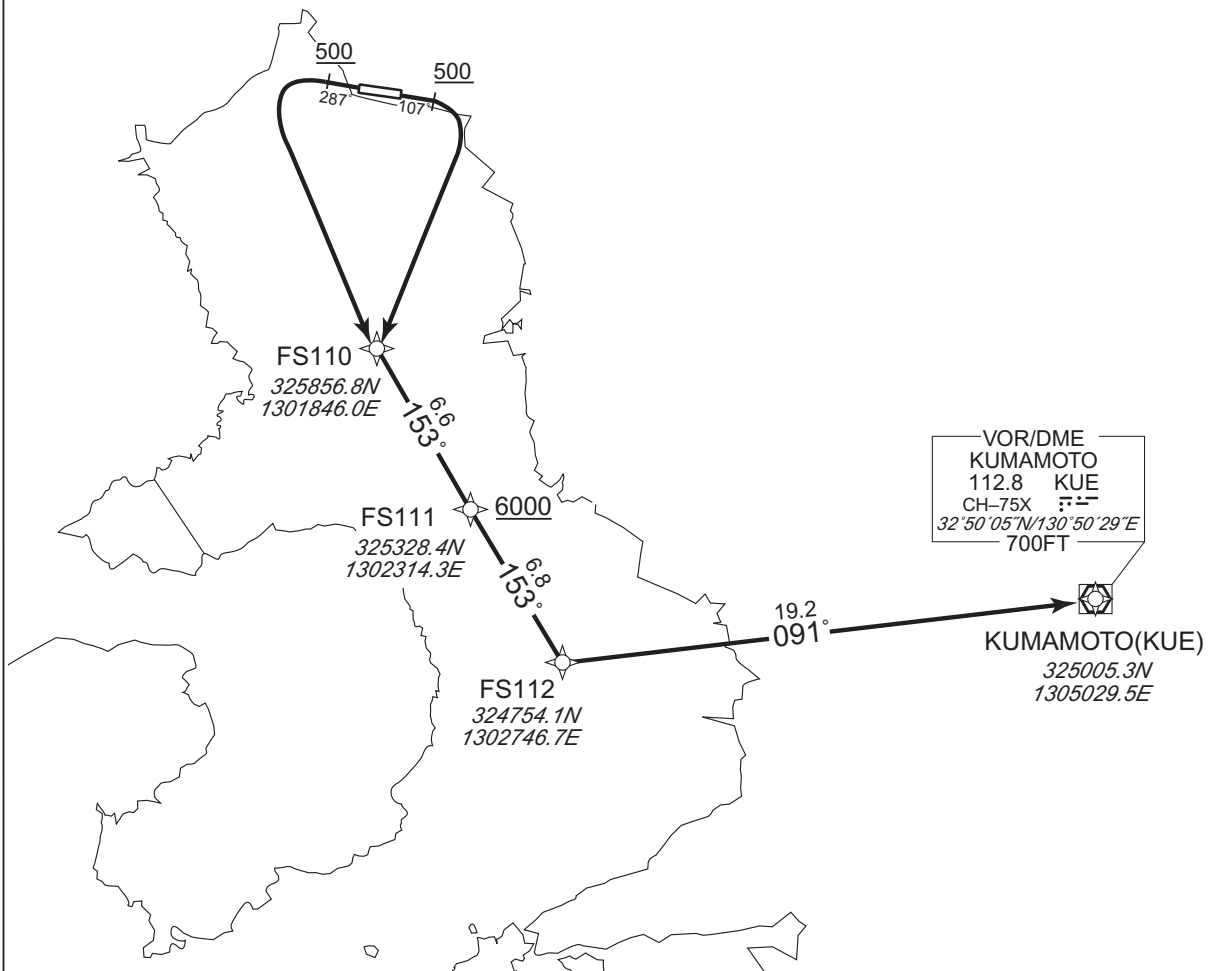 500
500
287°
107°
FS110
325856.8N
1301846.0E
6.6
153°
FS111
6000
325328.4N
1302314.3E
6.8
153°
FS112
324754.1N
1302746.7E
19.2
091°
VOR/DME
KUMAMOTO
112.8 KUE
CH–75X
32°50′05″N/130°50′29″E
700FT
KUMAMOTO(KUE)
325005.3N
1305029.5E